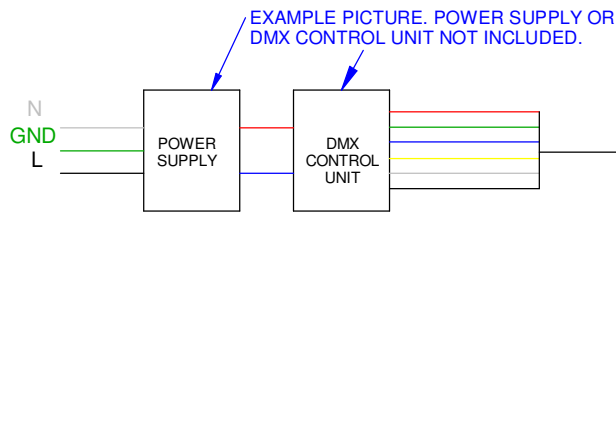 EXAMPLE PICTURE. POWER SUPPLY OR
DMX CONTROL UNIT NOT INCLUDED.
N
GND
L
POWER
SUPPLY
DMX
CONTROL
UNIT